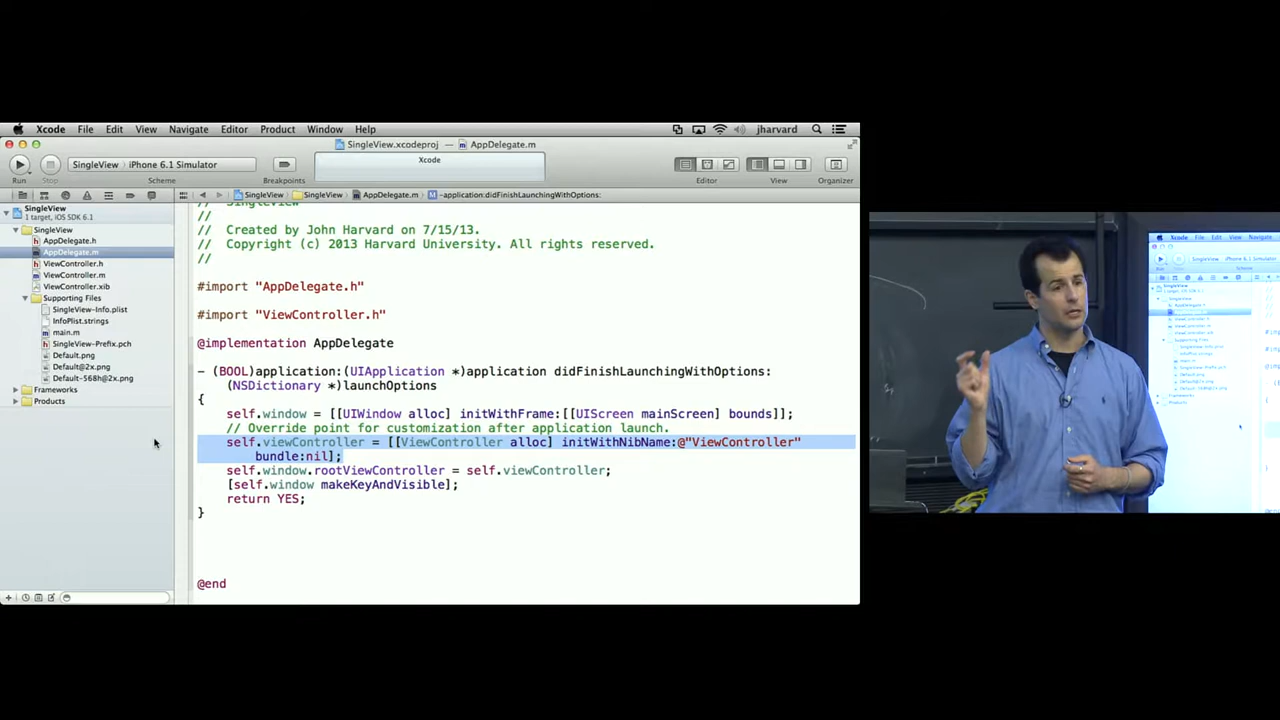 Xcode File Edit View Navigate Editor Product Window Help jharvard
SingleView.xcodeproj — AppDelegate.m
SingleView iPhone 6.1 Simulator
Xcode
Run Stop Scheme Breakpoints Editor View Organizer
SingleView SingleView AppDelegate.m -application:didFinishLaunchingWithOptions:
SingleView
1 target, iOS SDK 6.1
SingleView
AppDelegate.h
AppDelegate.m
ViewController.h
ViewController.m
ViewController.xib
Supporting Files
SingleView-Info.plist
InfoPlist.strings
main.m
SingleView-Prefix.pch
Default.png
Default@2x.png
Default-568h@2x.png
Frameworks
Products
// SingleView
//
// Created by John Harvard on 7/15/13.
// Copyright (c) 2013 Harvard University. All rights reserved.
//
#import "AppDelegate.h"
#import "ViewController.h"
@implementation AppDelegate
- (BOOL)application:(UIApplication *)application didFinishLaunchingWithOptions:
(NSDictionary *)launchOptions
{
self.window = [[UIWindow alloc] initWithFrame:[[UIScreen mainScreen] bounds]];
// Override point for customization after application launch.
self.viewController = [[ViewController alloc] initWithNibName:@"ViewController"
bundle:nil];
self.window.rootViewController = self.viewController;
[self.window makeKeyAndVisible];
return YES;
}
@end
Xcode File Edit View Navigate